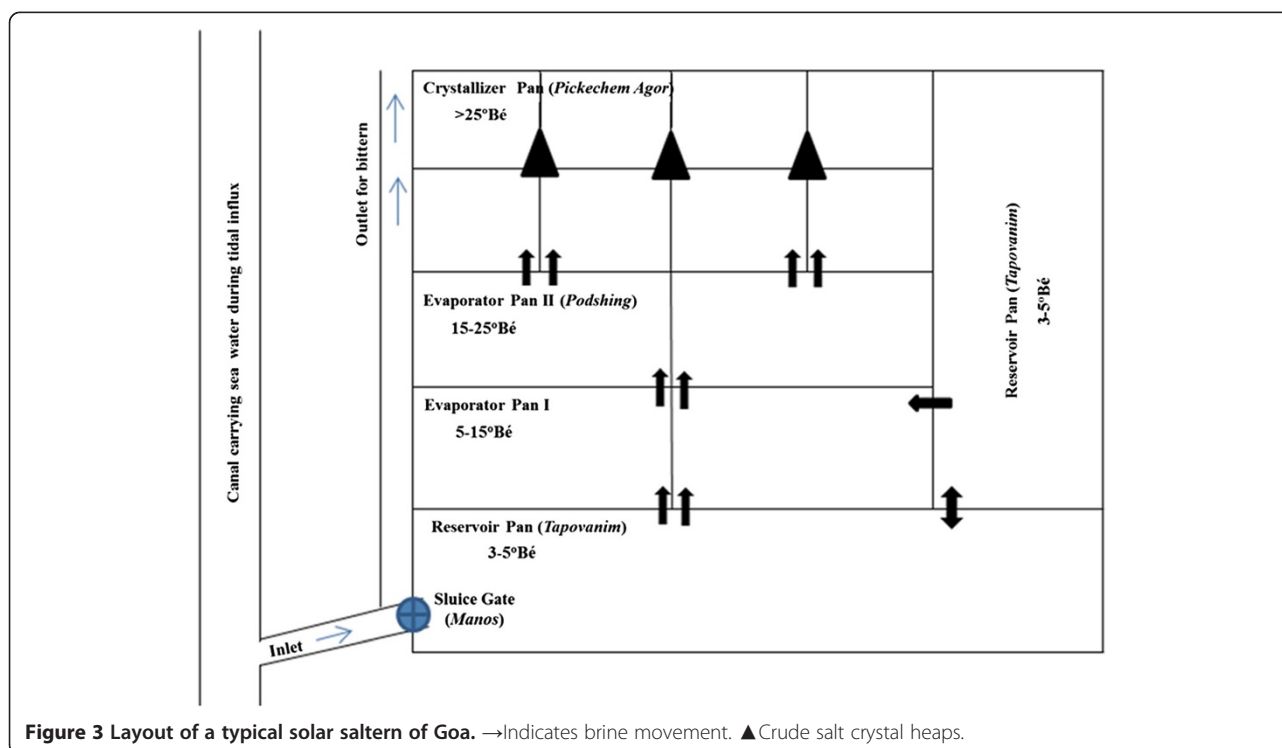 Crystallizer Pan (Pickechem Agor)
>25°Bé
Outlet for bittern
Canal carrying sea water during tidal influx
Evaporator Pan II (Podshing)
15-25°Bé
Reservoir Pan (Tapovanim)
3-5°Bé
Evaporator Pan I
5-15°Bé
Reservoir Pan (Tapovanim)
3-5°Bé
Sluice Gate
(Manos)
Inlet
Figure 3 Layout of a typical solar saltern of Goa. →Indicates brine movement. ▲Crude salt crystal heaps.